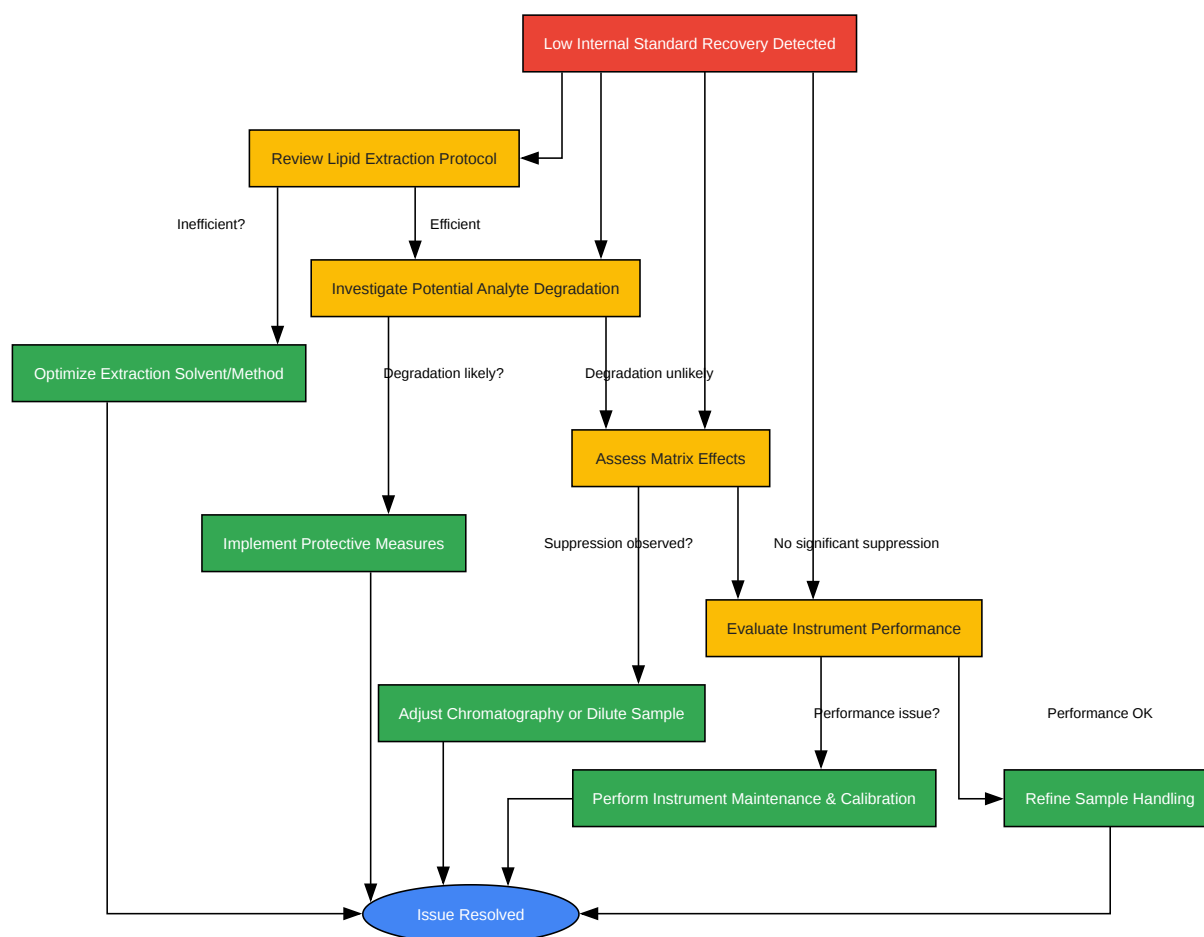 Low Internal Standard Recovery Detected
Review Lipid Extraction Protocol
Inefficient?
Efficient
Investigate Potential Analyte Degradation
Optimize Extraction Solvent/Method
Degradation likely?
Degradation unlikely
Assess Matrix Effects
Implement Protective Measures
Suppression observed?
No significant suppression
Evaluate Instrument Performance
Adjust Chromatography or Dilute Sample
Performance issue?
Performance OK
Perform Instrument Maintenance & Calibration
Refine Sample Handling
Issue Resolved